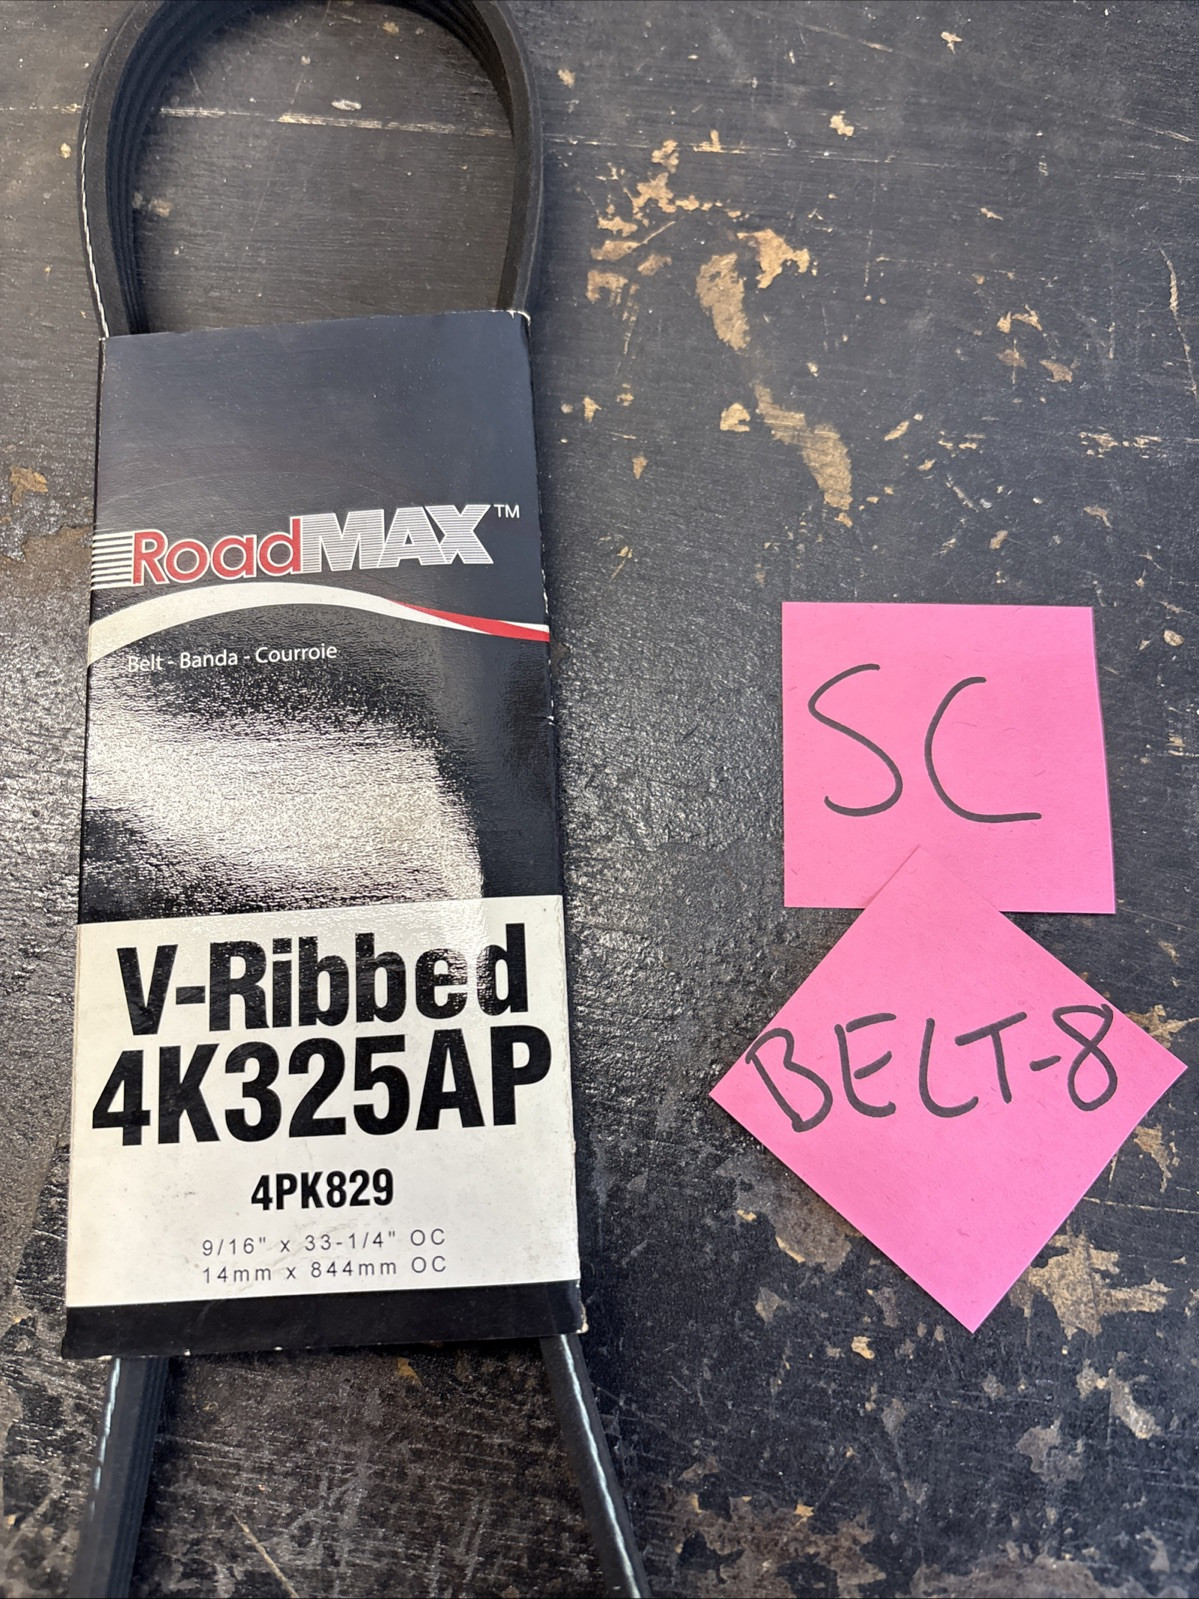 RoadMAX™
Belt - Banda - Courroie
V-Ribbed
4K325AP
4PK829
9/16" x 33-1/4" OC
14mm x 844mm OC
SC
BELT-8